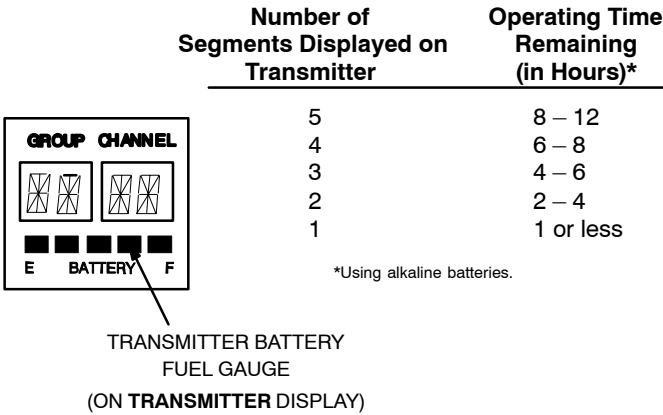 Number of Operating Time
Segments Displayed on Remaining
Transmitter (in Hours)*
5 8 – 12
4 6 – 8
3 4 – 6
2 2 – 4
1 1 or less
*Using alkaline batteries.
GROUP CHANNEL
E BATTERY F
TRANSMITTER BATTERY
FUEL GAUGE
(ON TRANSMITTER DISPLAY)